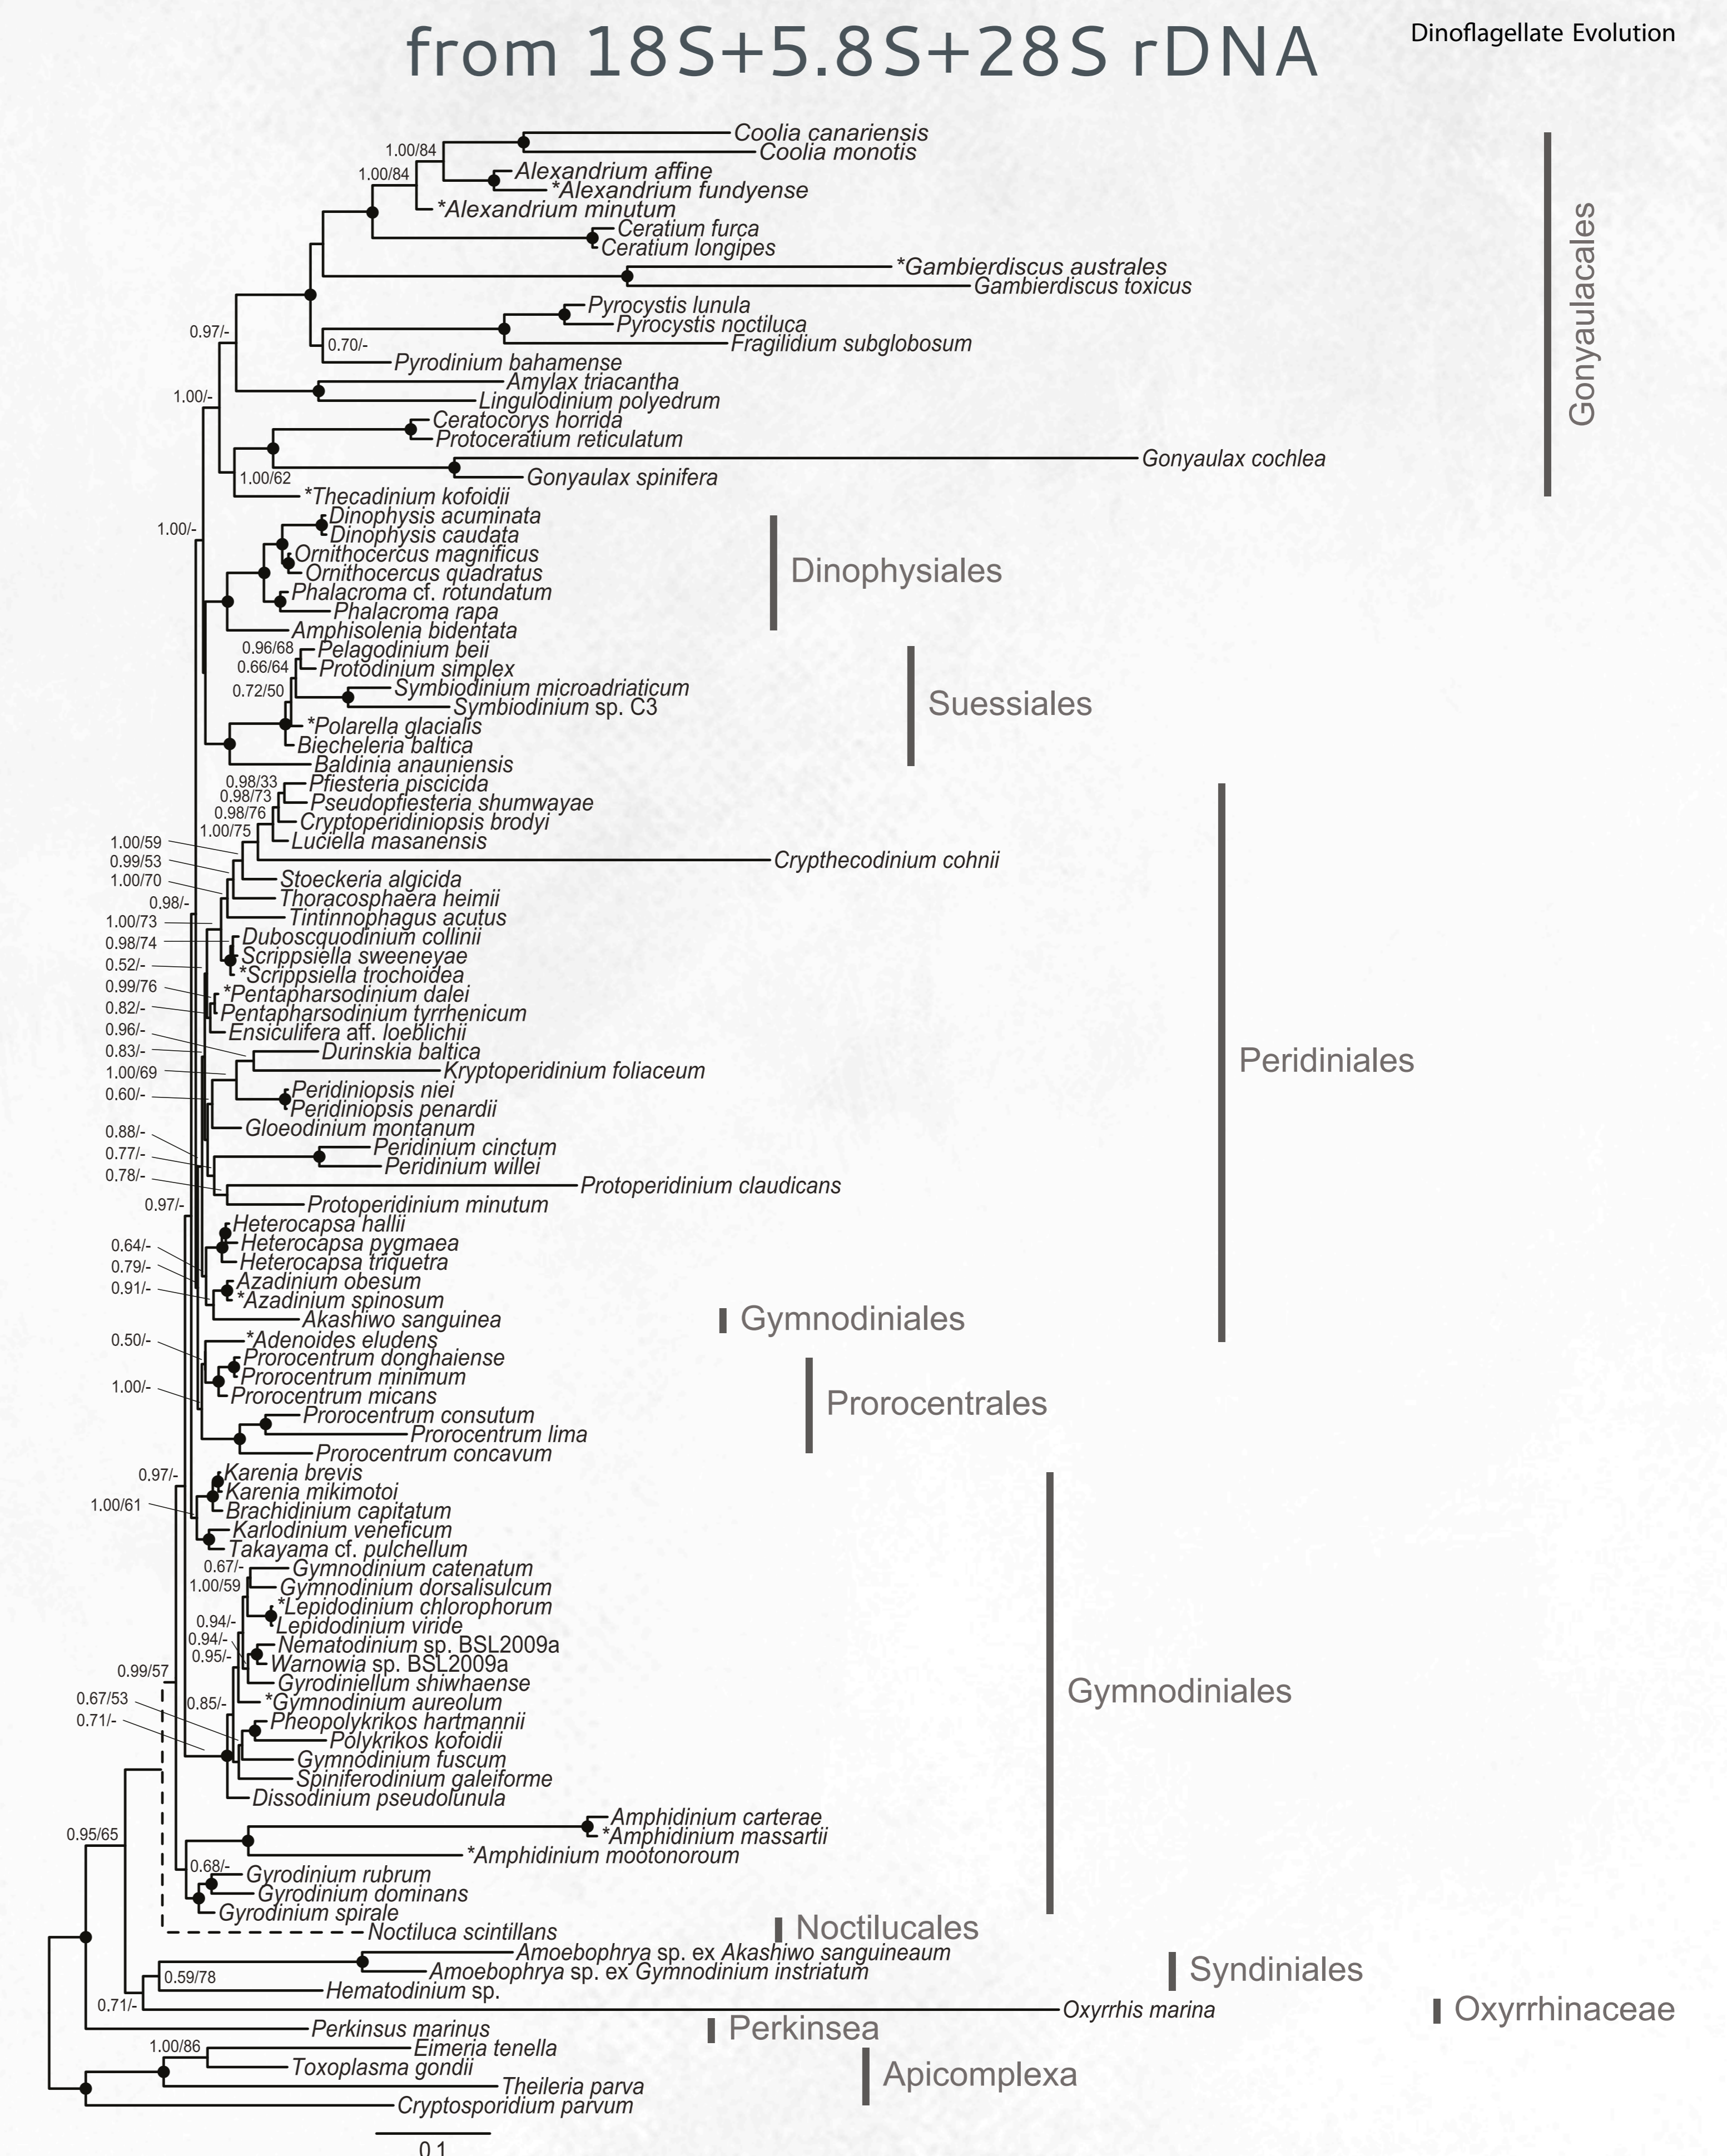 from 18S+5.8S+28S rDNA
Dinoflagellate Evolution
Coolia canariensis
1.00/84
Coolia monotis
1.00/84
Alexandrium affine
*Alexandrium fundyense
*Alexandrium minutum
Ceratium furca
Ceratium longipes
*Gambierdiscus australes
Gambierdiscus toxicus
Gonyaulacales
Pyrocystis lunula
Pyrocystis noctiluca
0.97/-
0.70/-
Fragilidium subglobosum
Pyrodinium bahamense
Amylax triacantha
1.00/-
Lingulodinium polyedrum
Ceratocorys horrida
Protoceratium reticulatum
Gonyaulax cochlea
1.00/62
Gonyaulax spinifera
*Thecadinium kofoidii
Dinophysis acuminata
1.00/-
Dinophysis caudata
Ornithocercus magnificus
Ornithocercus quadratus
Dinophysiales
Phalacroma cf. rotundatum
Phalacroma rapa
Amphisolenia bidentata
0.96/68
Pelagodinium beii
0.66/64
Protodinium simplex
0.72/50
Symbiodinium microadriaticum
Symbiodinium sp. C3
Suessiales
*Polarella glacialis
Biecheleria baltica
Baldinia anauniensis
0.98/33
Pfiesteria piscicida
0.98/73
Pseudopfiesteria shumwayae
0.98/76
Cryptoperidiniopsis brodyi
1.00/75
Luciella masanensis
1.00/59
0.99/53
Crypthecodinium cohnii
1.00/70
Stoeckeria algicida
0.98/-
Thoracosphaera heimii
1.00/73
Tintinnophagus acutus
0.98/74
Duboscquodinium collinii
0.52/-
Scrippsiella sweeneyae
*Scrippsiella trochoidea
0.99/76
*Pentapharsodinium dalei
0.82/-
Pentapharsodinium tyrrhenicum
0.96/-
Ensiculifera aff. loeblichii
0.83/-
Durinskia baltica
Peridiniales
1.00/69
Kryptoperidinium foliaceum
0.60/-
Peridiniopsis niei
Peridiniopsis penardii
0.88/-
Gloeodinium montanum
0.77/-
Peridinium cinctum
0.78/-
Peridinium willei
Protoperidinium claudicans
0.97/-
Protoperidinium minutum
Heterocapsa hallii
0.64/-
Heterocapsa pygmaea
0.79/-
Heterocapsa triquetra
0.91/-
Azadinium obesum
*Azadinium spinosum
Akashiwo sanguinea
Gymnodiniales
0.50/-
*Adenoides eludens
Prorocentrum donghaiense
Prorocentrum minimum
1.00/-
Prorocentrum micans
Prorocentrales
Prorocentrum consutum
Prorocentrum lima
Prorocentrum concavum
0.97/-
Karenia brevis
Karenia mikimotoi
1.00/61
Brachidinium capitatum
Karlodinium veneficum
Takayama cf. pulchellum
0.67/-
Gymnodinium catenatum
1.00/59
Gymnodinium dorsalisulcum
*Lepidodinium chlorophorum
0.94/-
Lepidodinium viride
0.94/-
Nematodinium sp. BSL2009a
0.95/-
Warnowia sp. BSL2009a
0.99/57
Gyrodiniellum shiwhaense
Gymnodiniales
0.67/53
0.85/-
*Gymnodinium aureolum
0.71/-
Pheopolykrikos hartmannii
Polykrikos kofoidii
Gymnodinium fuscum
Spiniferodinium galeiforme
Dissodinium pseudolunula
Amphidinium carterae
0.95/65
*Amphidinium massartii
*Amphidinium mootonoroum
0.68/-
Gyrodinium rubrum
Gyrodinium dominans
Gyrodinium spirale
Noctiluca scintillans
Noctilucales
Amoebophrya sp. ex Akashiwo sanguineaum
Amoebophrya sp. ex Gymnodinium instriatum
Syndiniales
0.59/78
Hematodinium sp.
0.71/-
Oxyrrhis marina
Oxyrrhinaceae
Perkinsus marinus
Perkinsea
1.00/86
Eimeria tenella
Toxoplasma gondii
Apicomplexa
Theileria parva
Cryptosporidium parvum
0.1